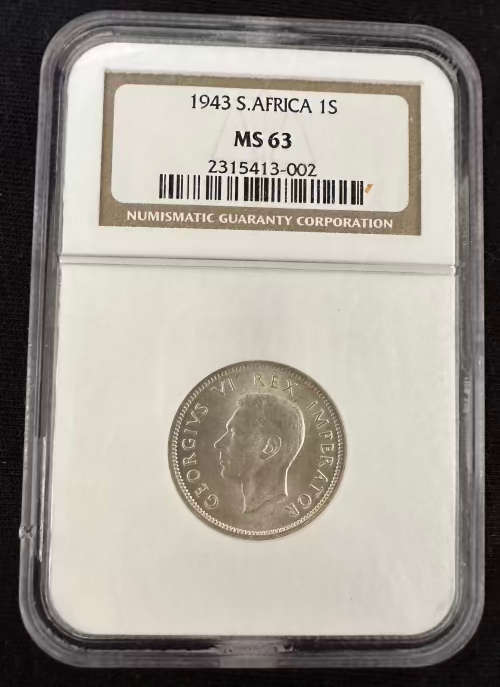 1943 S.AFRICA 1S
MS 63
2315413-002
NUMISMATIC GUARANTY CORPORATION
GEORGIVS VI REX IMPERATOR